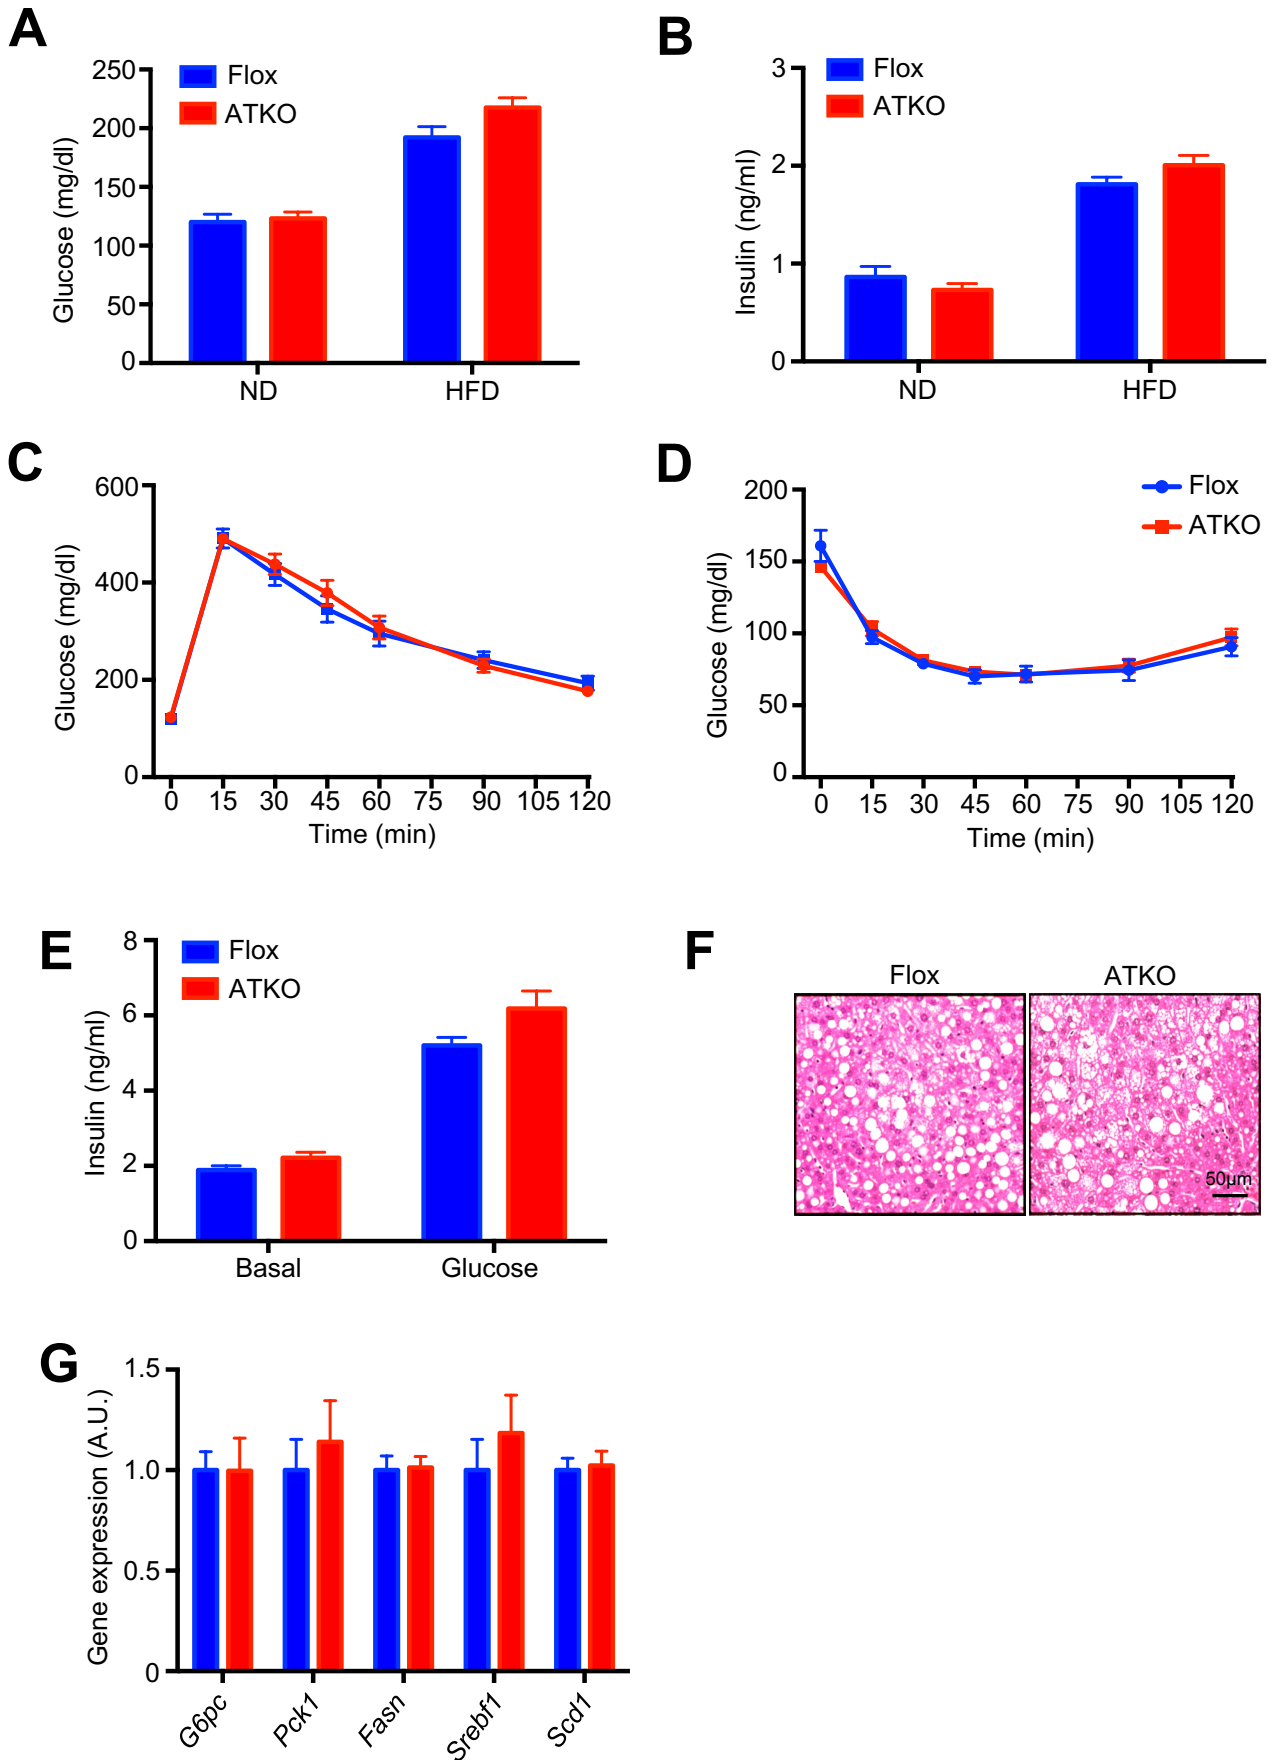 A
250
200
150
100
50
0
Glucose (mg/dl)
Flox
ATKO
ND HFD
B
3
2
1
0
Insulin (ng/ml)
Flox
ATKO
ND HFD
C
600
400
200
0
Glucose (mg/dl)
0 15 30 45 60 75 90 105 120
Time (min)
D
200
150
100
50
0
Glucose (mg/dl)
Flox
ATKO
0 15 30 45 60 75 90 105 120
Time (min)
E
8
6
4
2
0
Insulin (ng/ml)
Flox
ATKO
Basal Glucose
F
Flox ATKO
50μm
G
1.5
1.0
0.5
0
Gene expression (A.U.)
G6pc Pck1 Fasn Srebf1 Scd1